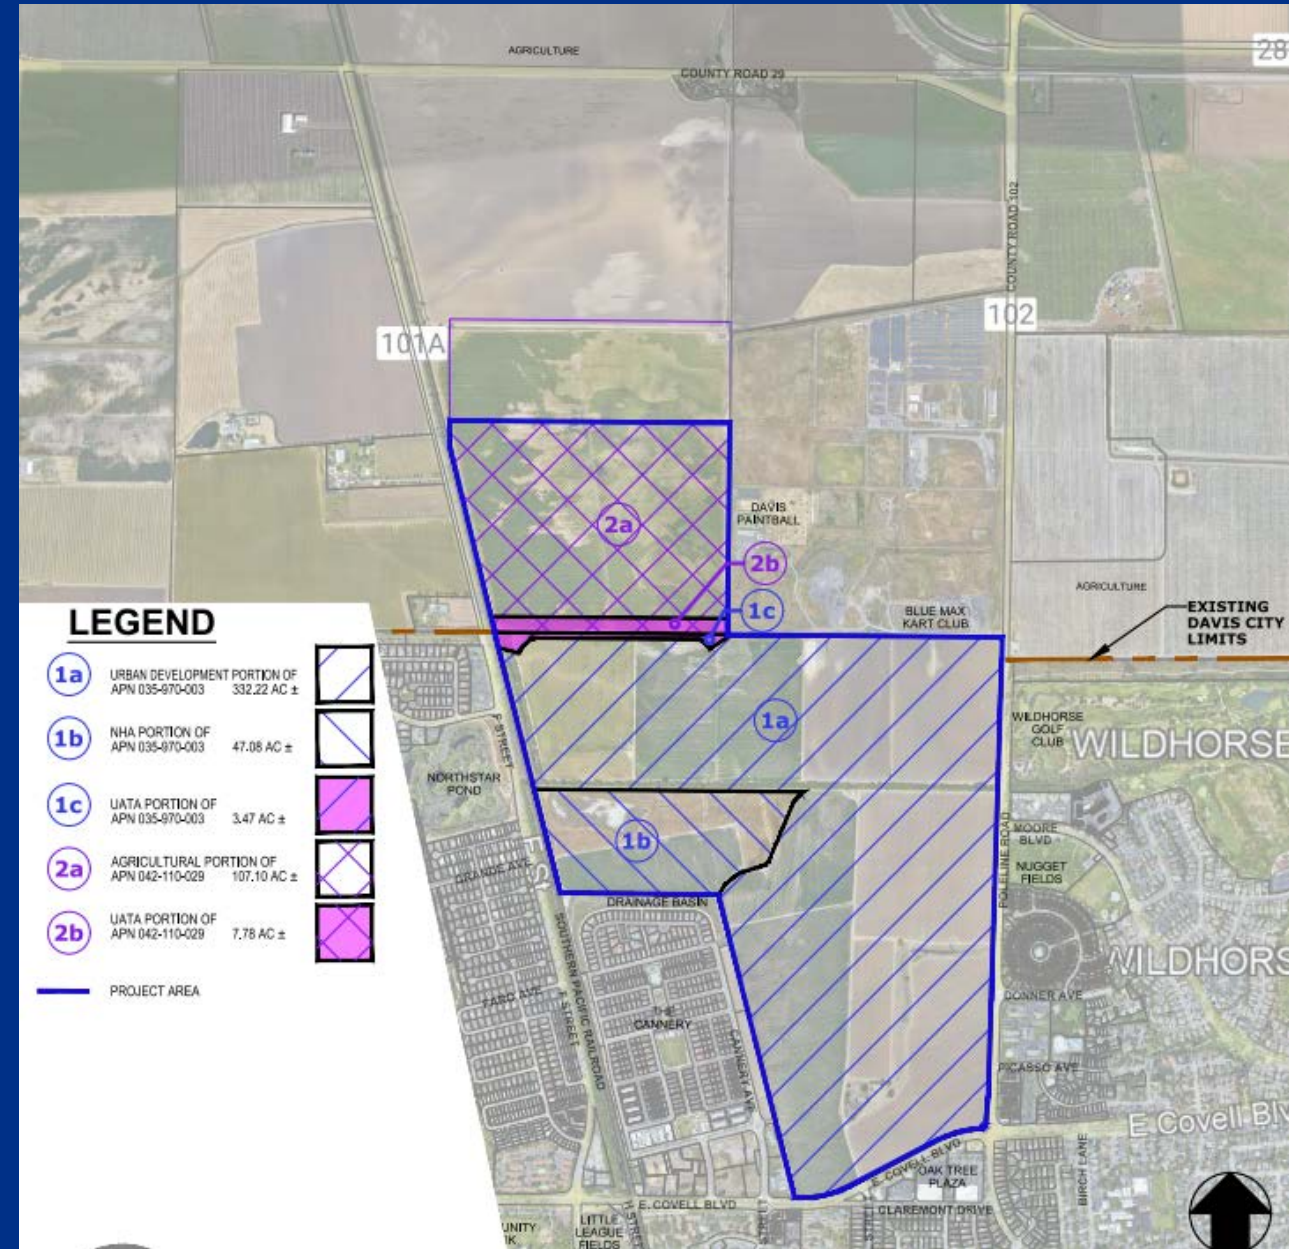 AGRICULTURE
COUNTY ROAD 29
28
COUNTY ROAD 102
102
101A
2a
DAVIS
PAINTBALL
2b
1c
BLUE MAX
KART CLUB
AGRICULTURE
EXISTING
DAVIS CITY
LIMITS
LEGEND
1a
URBAN DEVELOPMENT PORTION OF
APN 035-970-003 332.22 AC ±
1b
NHA PORTION OF
APN 035-970-003 47.08 AC ±
1c
UATA PORTION OF
APN 035-970-003 3.47 AC ±
2a
AGRICULTURAL PORTION OF
APN 042-110-029 107.10 AC ±
2b
UATA PORTION OF
APN 042-110-029 7.78 AC ±
PROJECT AREA
F STREET
NORTHSTAR
POND
1a
WILDHORSE
GOLF
CLUB
WILDHORSE
1b
MOORE
BLVD
POLELINE ROAD
NUGGET
FIELDS
GRANDE AVE
F St
DRAINAGE BASIN
WILDHORS
SOUTHERN PACIFIC RAILROAD
FARO AVE
F STREET
THE
CANNERY
CANNERY AVE
DONNER AVE
PICASSO AVE
E Covell Blv
E. COVELL BLVD
OAK TREE
PLAZA
BIRCH LANE
E. COVELL BLVD
CLAREMONT DRIVE
UNITY
LITTLE
LEAGUE
FIELDS
H STREET
STREET